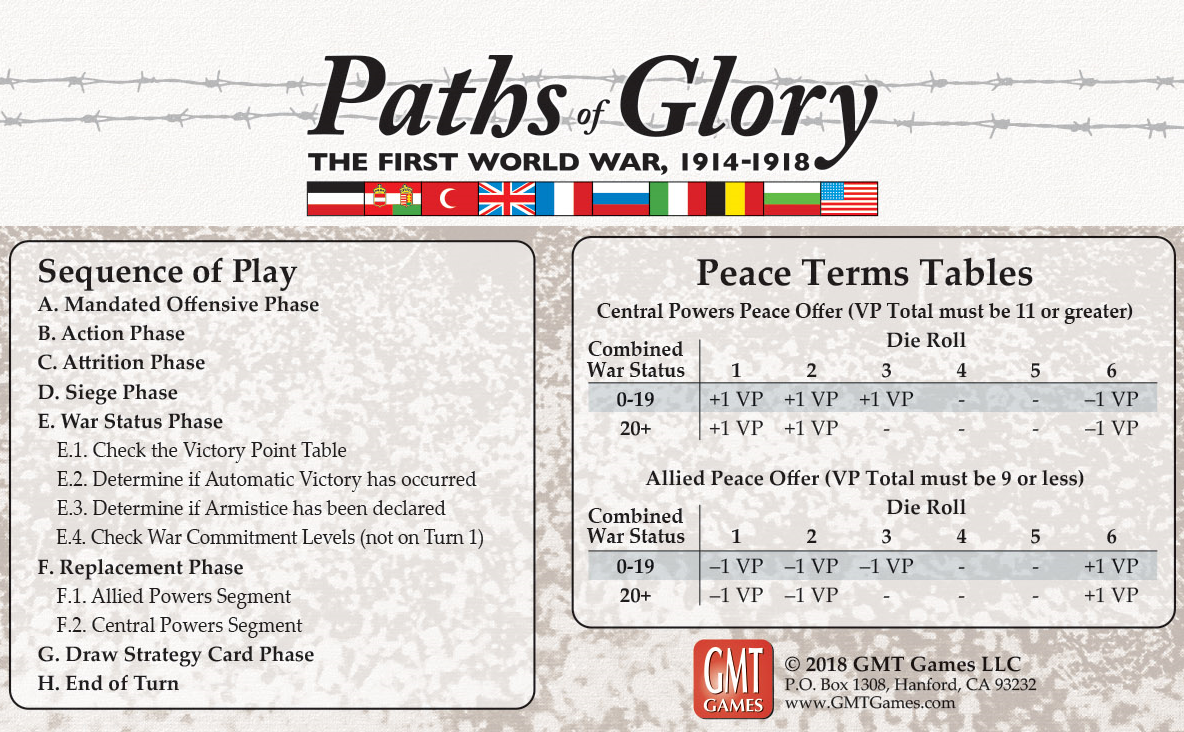 Paths of Glory
THE FIRST WORLD WAR, 1914-1918
Sequence of Play
A. Mandated Offensive Phase
B. Action Phase
C. Attrition Phase
D. Siege Phase
E. War Status Phase
E.1. Check the Victory Point Table
E.2. Determine if Automatic Victory has occurred
E.3. Determine if Armistice has been declared
E.4. Check War Commitment Levels (not on Turn 1)
F. Replacement Phase
F.1. Allied Powers Segment
F.2. Central Powers Segment
G. Draw Strategy Card Phase
H. End of Turn
Peace Terms Tables
Central Powers Peace Offer (VP Total must be 11 or greater)
Die Roll
Combined
War Status 1 2 3 4 5 6
0-19 +1 VP +1 VP +1 VP - - –1 VP
20+ +1 VP +1 VP - - - –1 VP
Allied Peace Offer (VP Total must be 9 or less)
Die Roll
Combined
War Status 1 2 3 4 5 6
0-19 –1 VP –1 VP –1 VP - - +1 VP
20+ –1 VP –1 VP - - - +1 VP
GMT
GAMES
© 2018 GMT Games LLC
P.O. Box 1308, Hanford, CA 93232
www.GMTGames.com